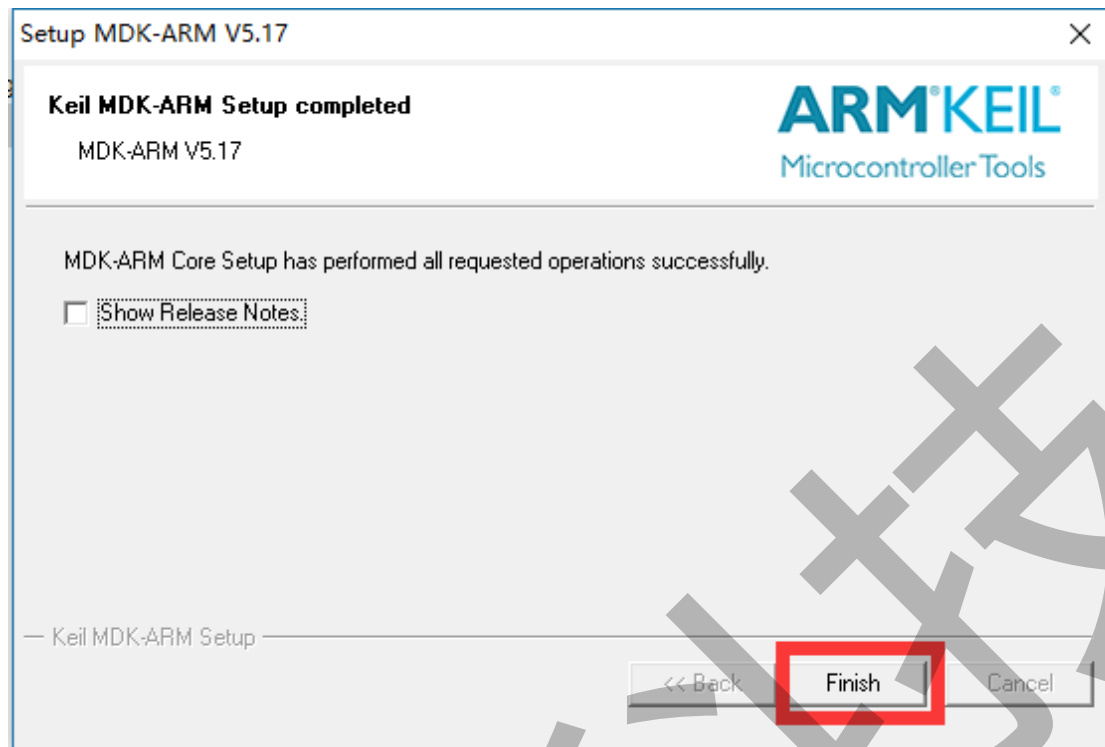 Setup MDK-ARM V5.17
Keil MDK-ARM Setup completed
MDK-ARM V5.17
ARM®KEIL®
Microcontroller Tools
MDK-ARM Core Setup has performed all requested operations successfully.
Show Release Notes.
Keil MDK-ARM Setup
<< Back
Finish
Cancel